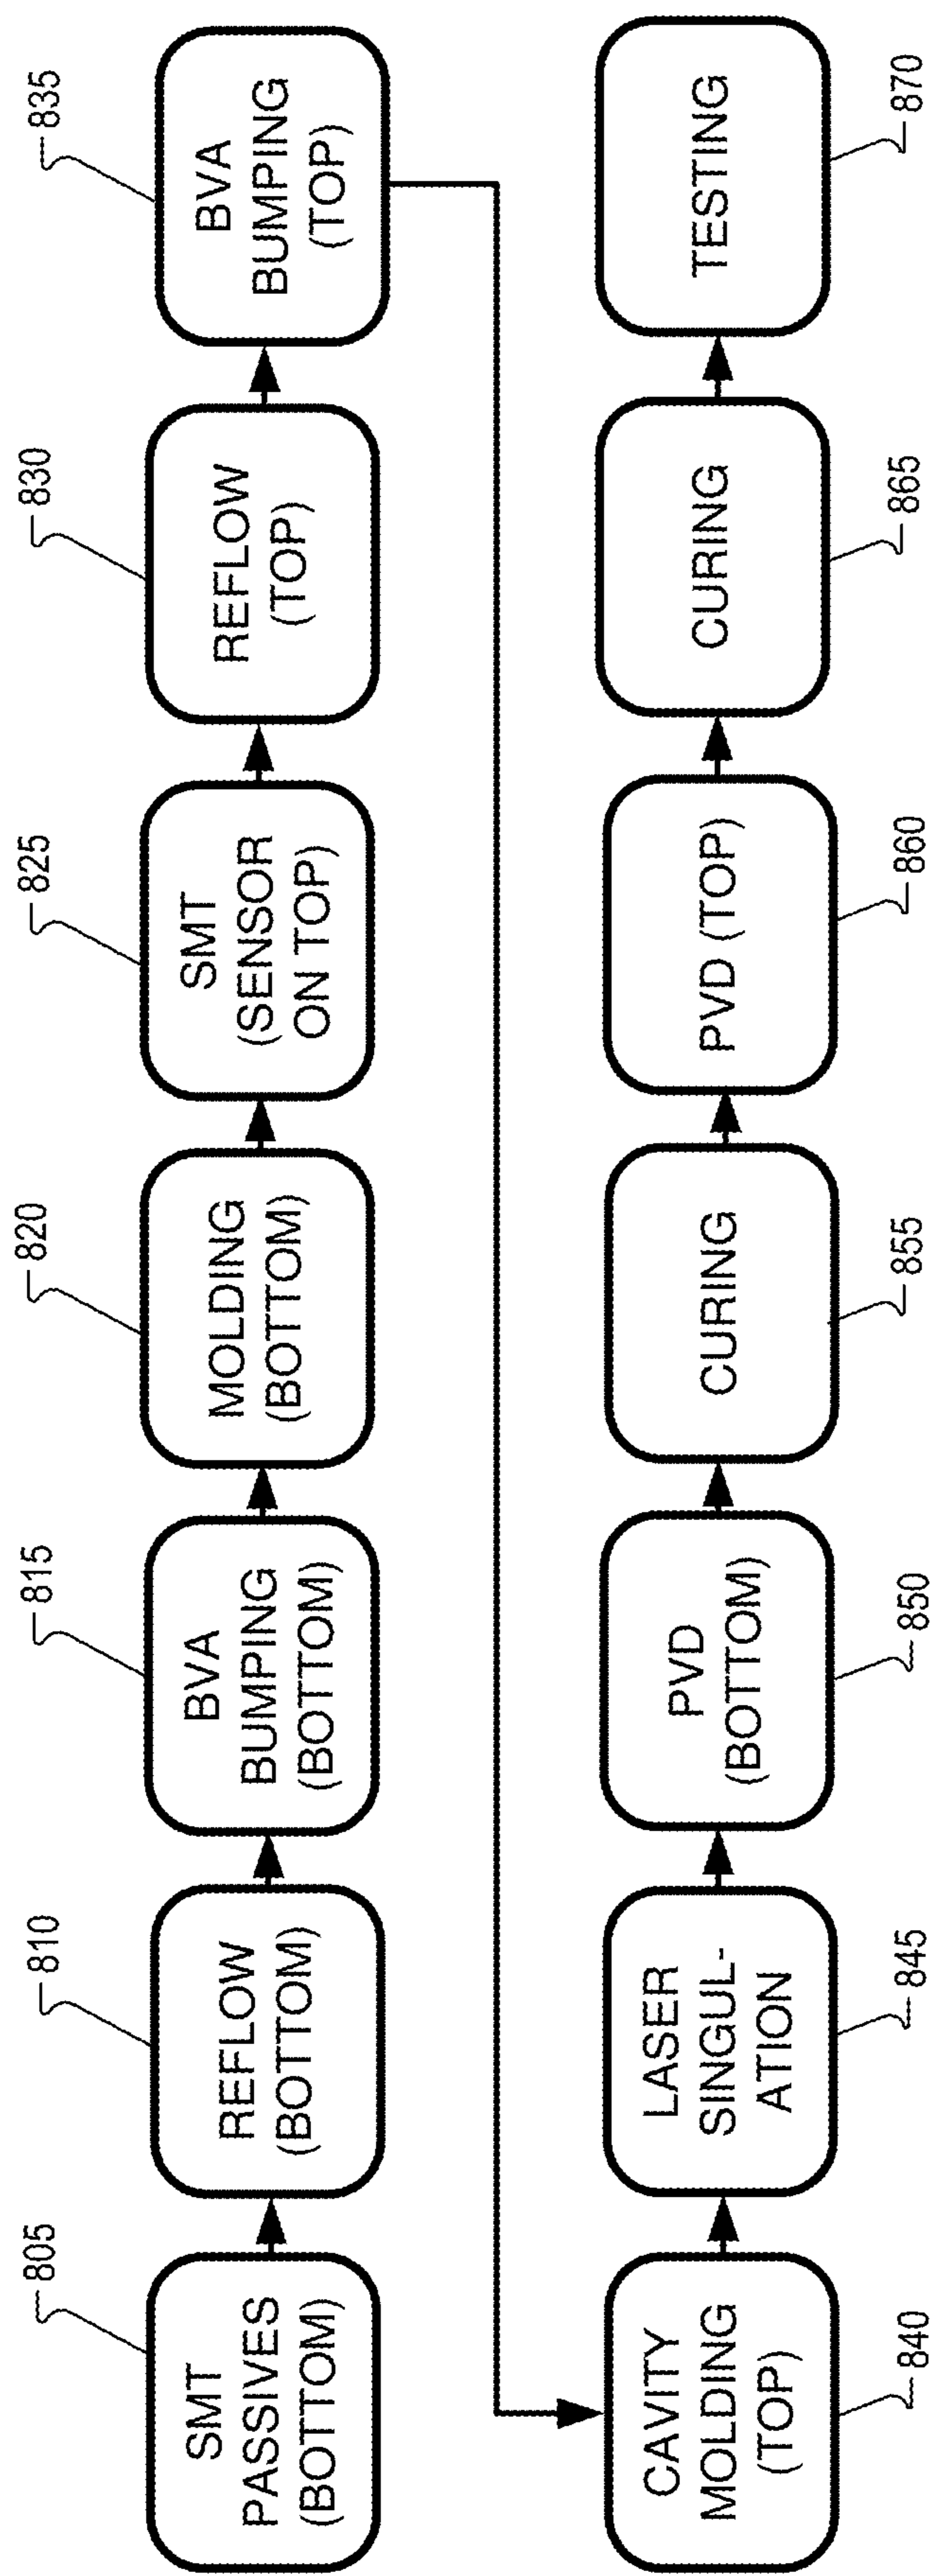 805
SMT
PASSIVES
(BOTTOM)
810
REFLOW
(BOTTOM)
815
BVA
BUMPING
(BOTTOM)
820
MOLDING
(BOTTOM)
825
SMT
(SENSOR
ON TOP)
830
REFLOW
(TOP)
835
BVA
BUMPING
(TOP)
CAVITY
MOLDING
(TOP)
840
LASER
SINGUL-
ATION
845
PVD
(BOTTOM)
850
CURING
855
PVD (TOP)
860
CURING
865
TESTING
870